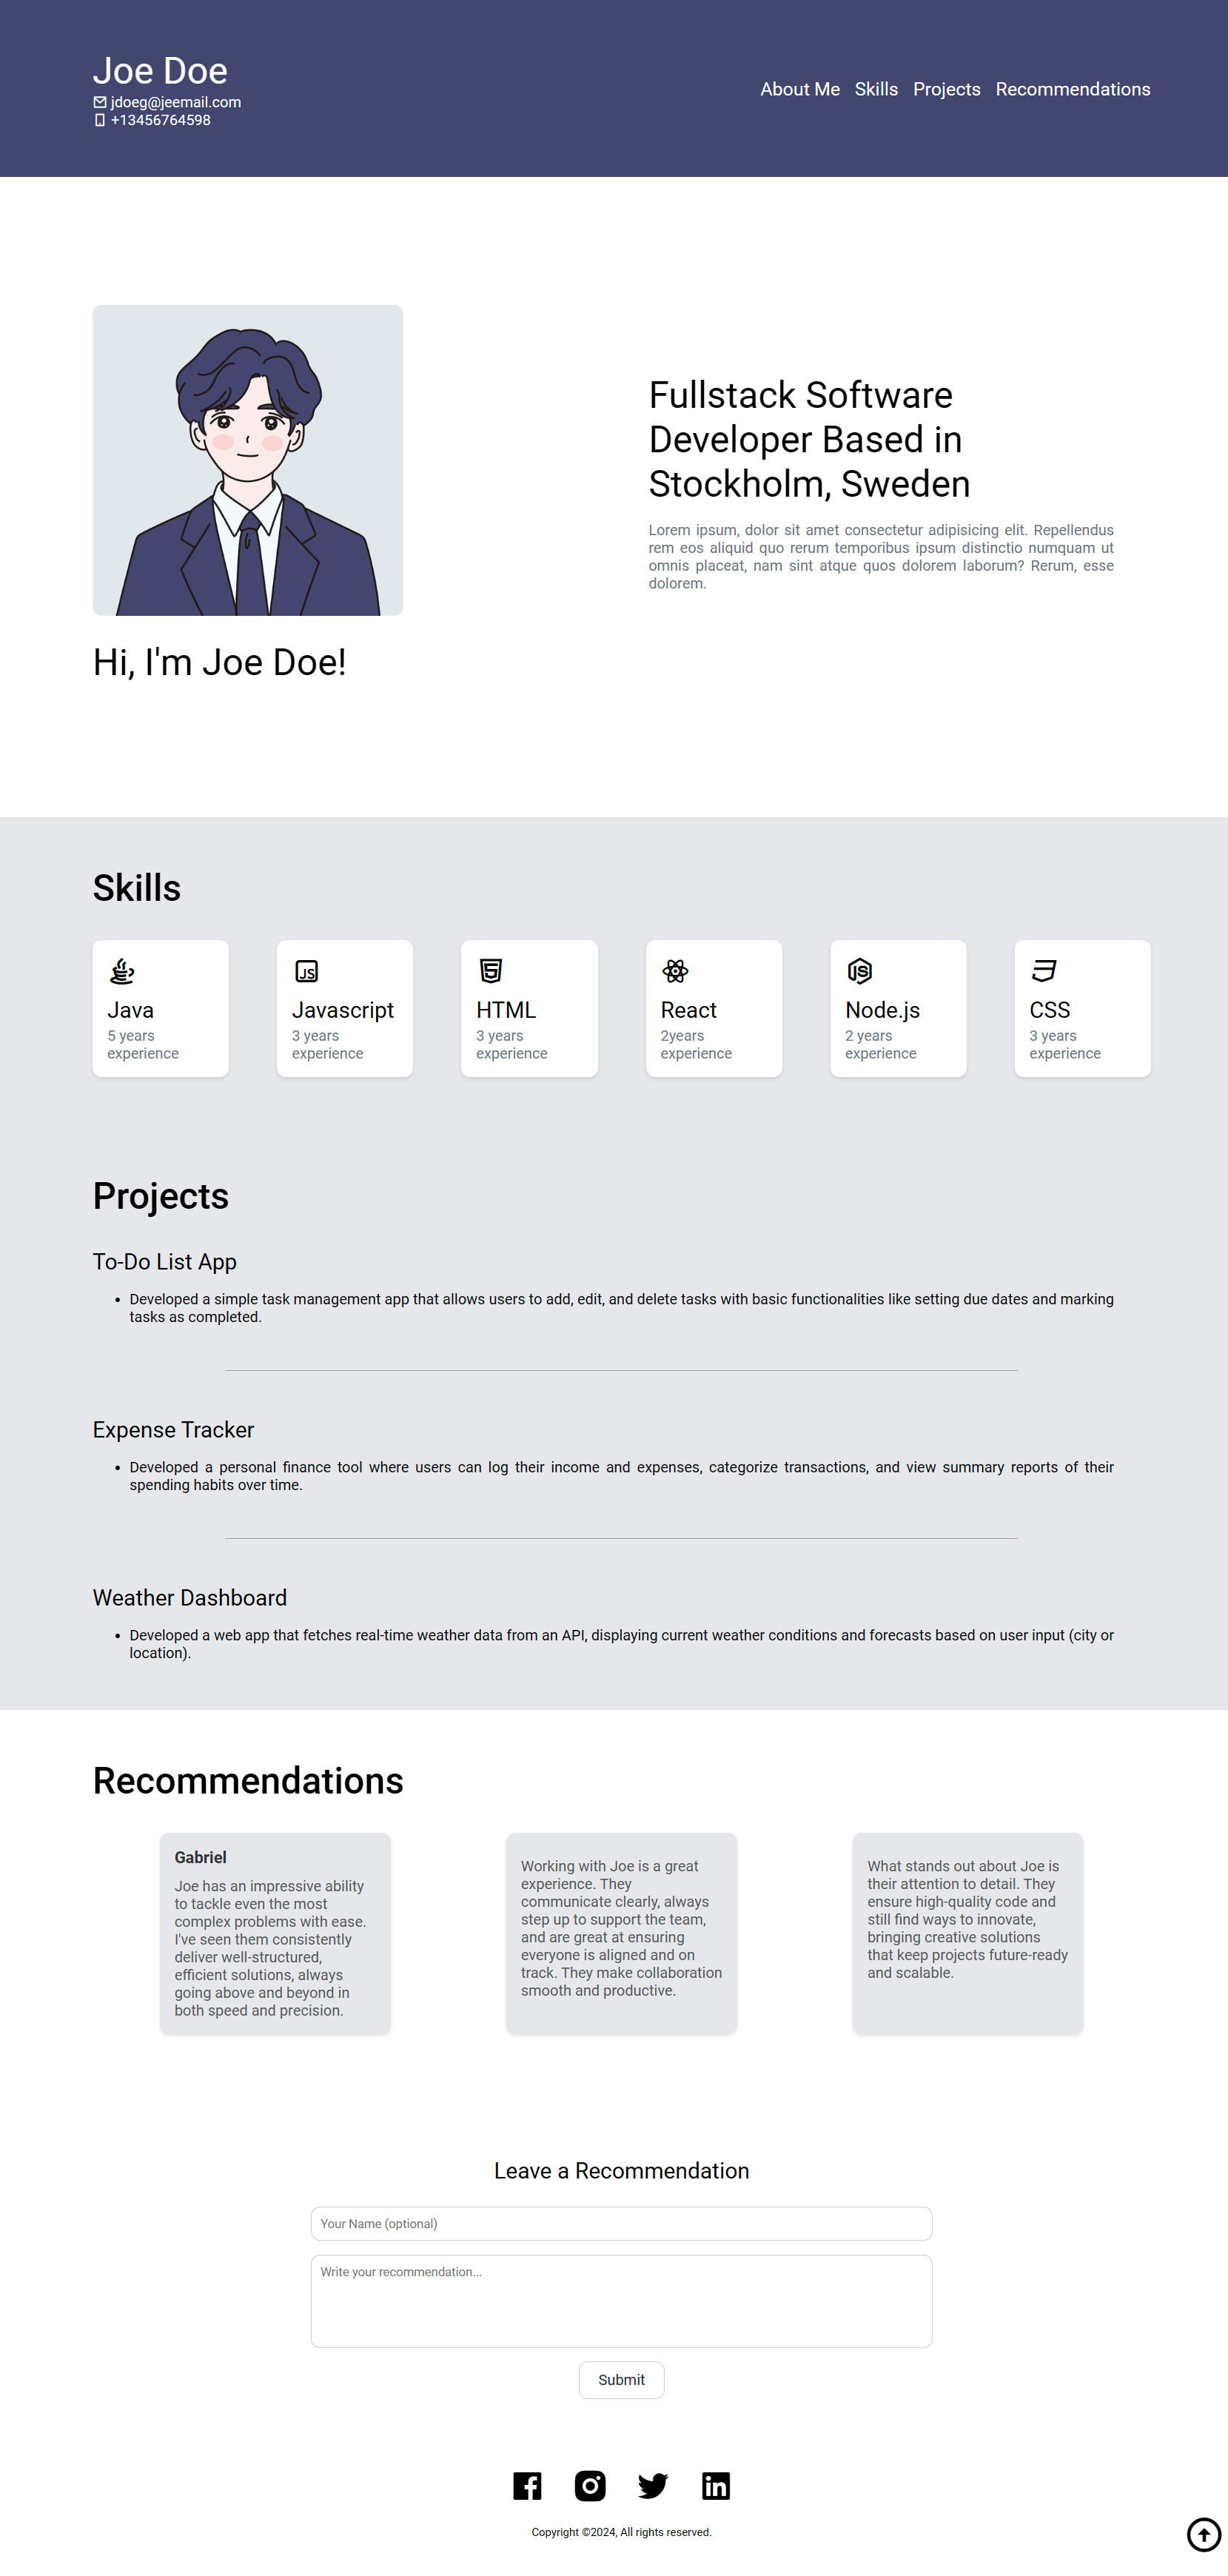 Joe Doe
jdoeg@jeemail.com
+13456764598
About Me Skills Projects Recommendations
Hi, I'm Joe Doe!
Fullstack Software
Developer Based in
Stockholm, Sweden
Lorem ipsum, dolor sit amet consectetur adipisicing elit. Repellendus
rem eos aliquid quo rerum temporibus ipsum distinctio numquam ut
omnis placeat, nam sint atque quos dolorem laborum? Rerum, esse
dolorem.
Skills
JS
Java
5 years
experience
Javascript
3 years
experience
HTML
3 years
experience
React
2years
experience
Node.js
2 years
experience
CSS
3 years
experience
Projects
To-Do List App
• Developed a simple task management app that allows users to add, edit, and delete tasks with basic functionalities like setting due dates and marking
tasks as completed.
Expense Tracker
• Developed a personal finance tool where users can log their income and expenses, categorize transactions, and view summary reports of their
spending habits over time.
Weather Dashboard
• Developed a web app that fetches real-time weather data from an API, displaying current weather conditions and forecasts based on user input (city or
location).
Recommendations
Gabriel
Joe has an impressive ability
to tackle even the most
complex problems with ease.
I've seen them consistently
deliver well-structured,
efficient solutions, always
going above and beyond in
both speed and precision.
Working with Joe is a great
experience. They
communicate clearly, always
step up to support the team,
and are great at ensuring
everyone is aligned and on
track. They make collaboration
smooth and productive.
What stands out about Joe is
their attention to detail. They
ensure high-quality code and
still find ways to innovate,
bringing creative solutions
that keep projects future-ready
and scalable.
Leave a Recommendation
Your Name (optional)
Write your recommendation...
Submit
Copyright ©2024, All rights reserved.